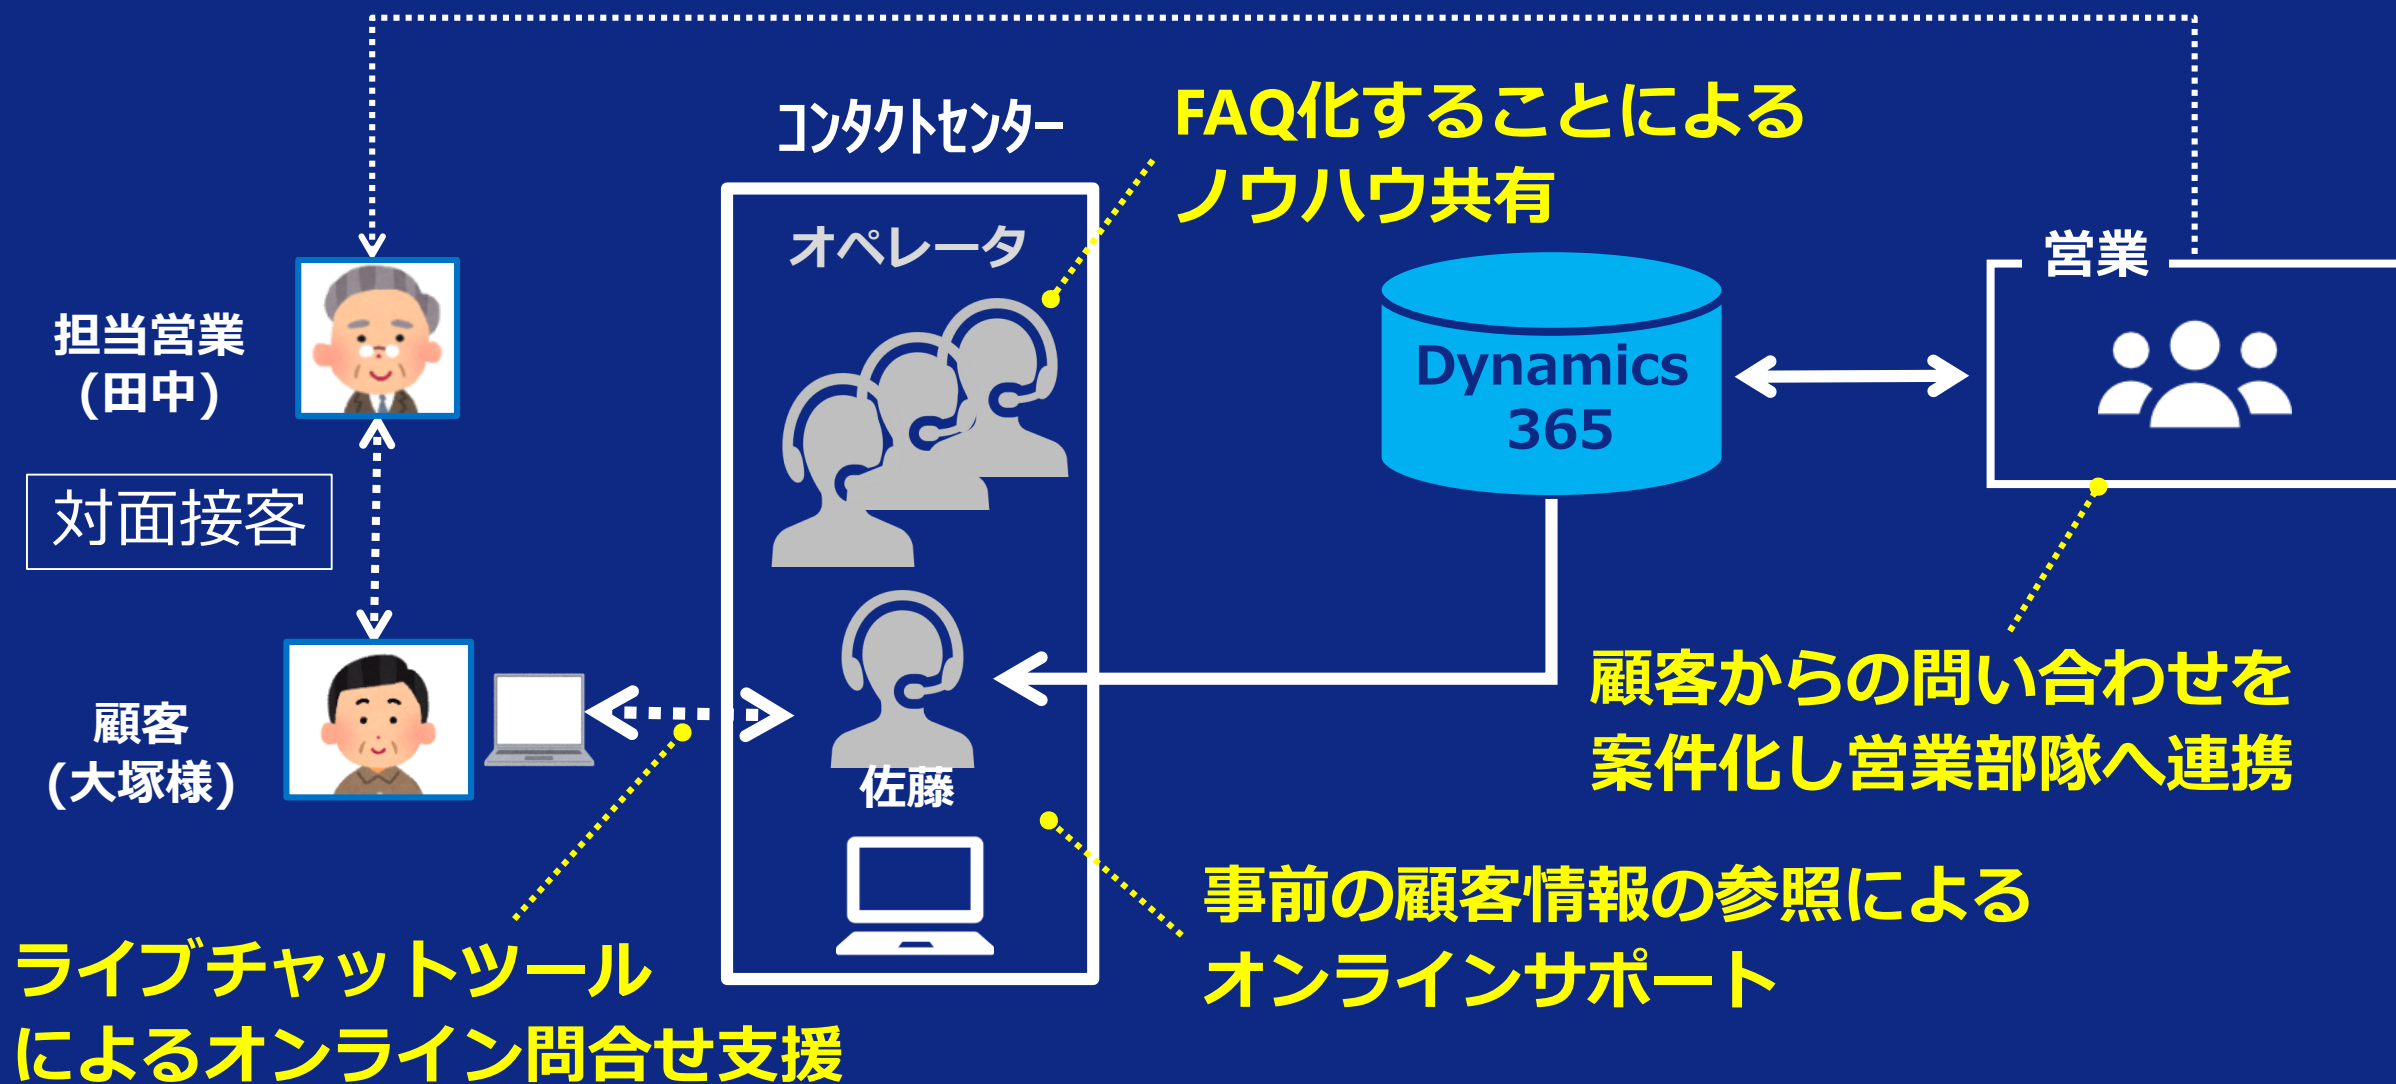 コンタクトセンター
FAQ化することによる
ノウハウ共有
オペレータ
営業
担当営業
(田中)
Dynamics
365
対面接客
顧客
(大塚様)
佐藤
顧客からの問い合わせを
案件化し営業部隊へ連携
事前の顧客情報の参照による
オンラインサポート
ライブチャットツール
によるオンライン問合せ支援